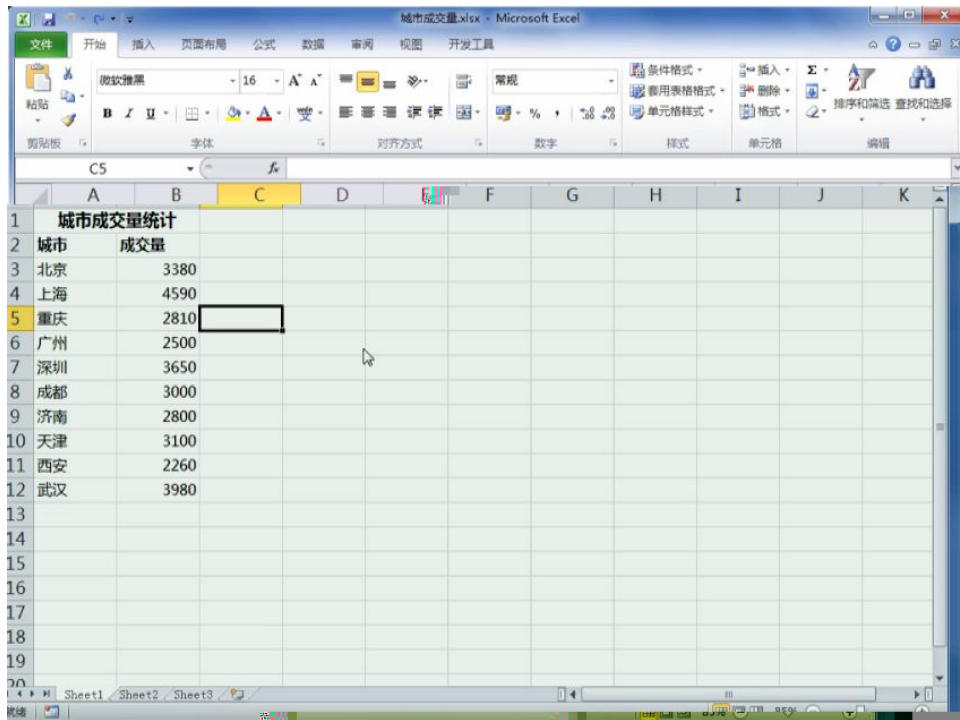 城市成交量.xlsx - Microsoft Excel
文件 开始 插入 页面布局 公式 数据 审阅 视图 开发工具
微软雅黑 16 A A 常规 条件格式 插入 Σ
粘贴 套用表格格式 删除 排序和筛选 查找和选择
B I U A % , 单元格样式 格式
剪贴板 字体 对齐方式 数字 样式 单元格 编辑
C5 fx
A B C D F G H I J K
1 城市成交量统计
2 城市 成交量
3 北京 3380
4 上海 4590
5 重庆 2810
6 广州 2500
7 深圳 3650
8 成都 3000
9 济南 2800
10 天津 3100
11 西安 2260
12 武汉 3980
13
14
15
16
17
18
19
20
Sheet1 Sheet2 Sheet3
就绪 85%